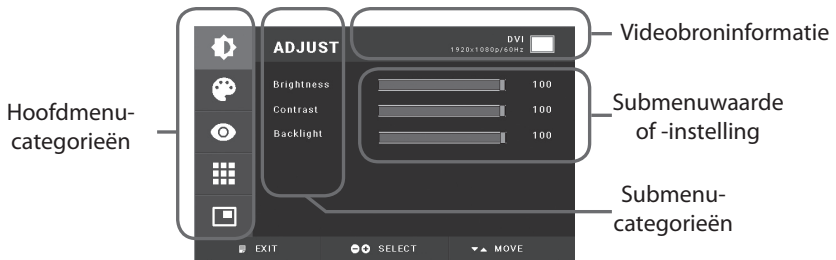 Hoofdmenu-
categorieën
ADJUST
DVI
1920x1080p/60Hz
Brightness 100
Contrast 100
Backlight 100
EXIT SELECT MOVE
Videobroninformatie
Submenuwaarde
of -instelling
Submenu-
categorieën